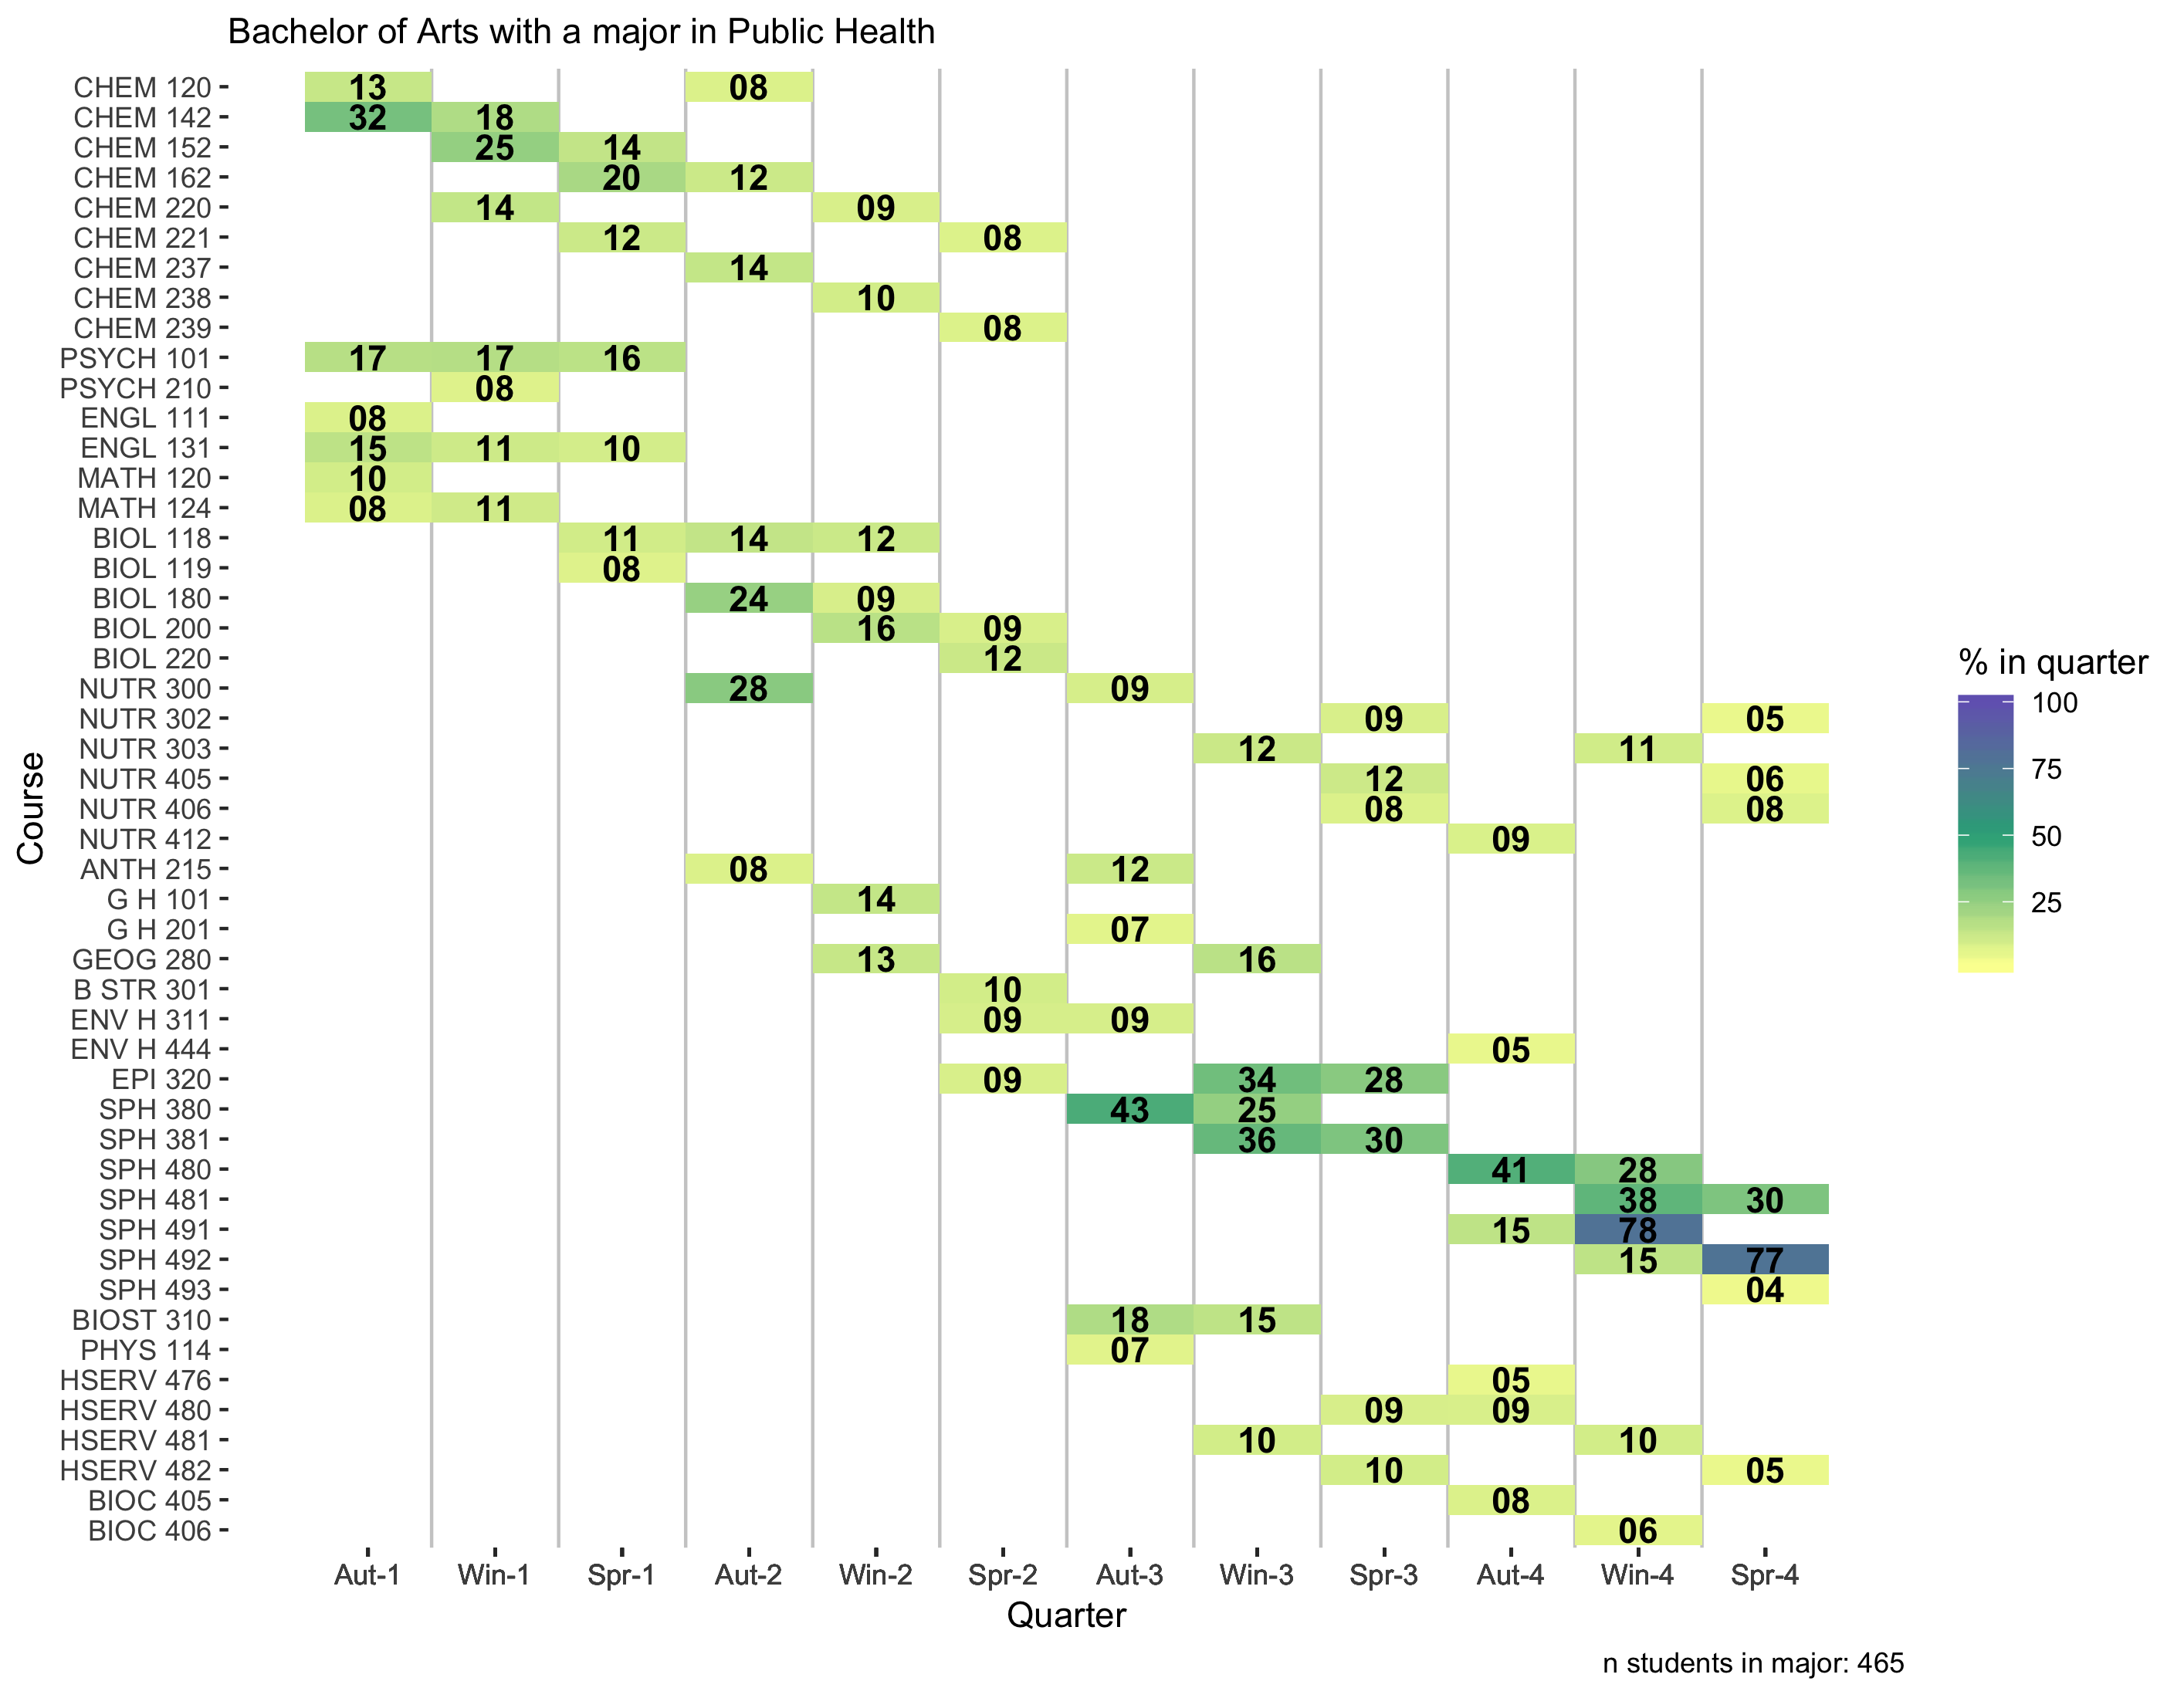 Bachelor of Arts with a major in Public Health
CHEM 120 13 08
CHEM 142 32 18
CHEM 152 25 14
CHEM 162 20 12
CHEM 220 14 09
CHEM 221 12 08
CHEM 237 14
CHEM 238 10
CHEM 239 08
PSYCH 101 17 17 16
PSYCH 210 08
ENGL 111 08
ENGL 131 15 11 10
MATH 120 10
MATH 124 08 11
BIOL 118 11 14 12
BIOL 119 08
BIOL 180 24 09
BIOL 200 16 09
BIOL 220 12
NUTR 300 28 09
NUTR 302 09 05
NUTR 303 12 11
NUTR 405 12 06
NUTR 406 08 08
NUTR 412 09
ANTH 215 08 12
G H 101 14
G H 201 07
GEOG 280 13 16
B STR 301 10
ENV H 311 09 09
ENV H 444 05
EPI 320 09 34 28
SPH 380 43 25
SPH 381 36 30
SPH 480 41 28
SPH 481 38 30
SPH 491 15 78
SPH 492 15 77
SPH 493 04
BIOST 310 18 15
PHYS 114 07
HSERV 476 05
HSERV 480 09 09
HSERV 481 10 10
HSERV 482 10 05
BIOC 405 08
BIOC 406 06
Course
Aut-1 Win-1 Spr-1 Aut-2 Win-2 Spr-2 Aut-3 Win-3 Spr-3 Aut-4 Win-4 Spr-4
Quarter
% in quarter
100
75
50
25
n students in major: 465